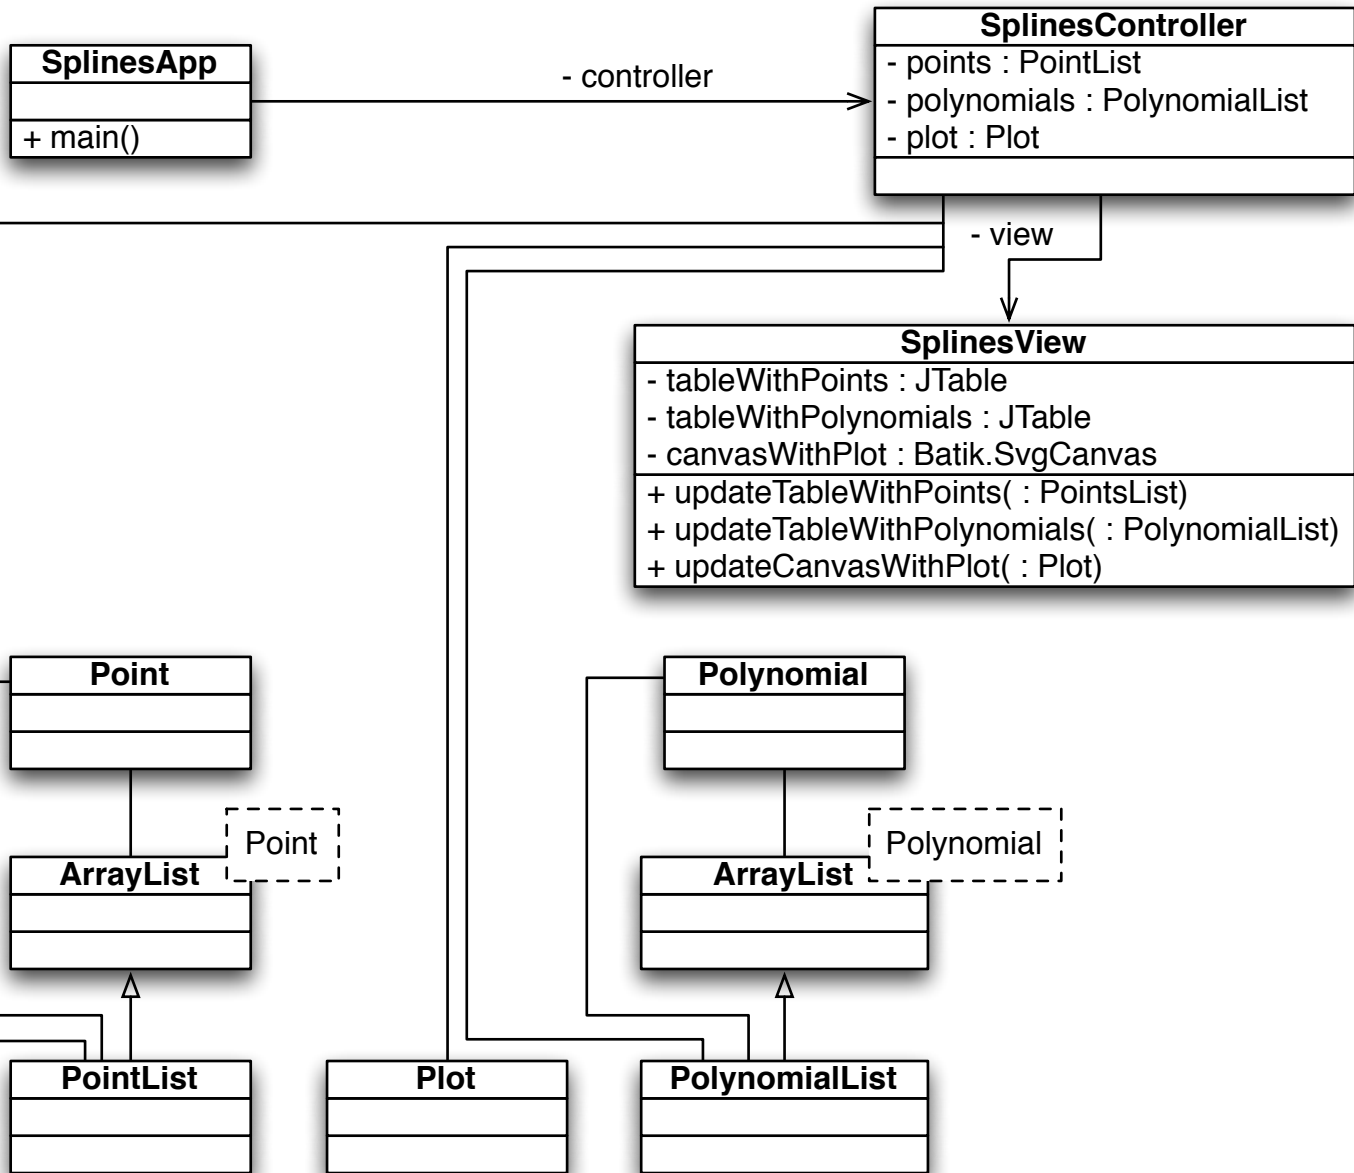 SplinesApp
+ main()
- controller
SplinesController
- points : PointList
- polynomials : PolynomialList
- plot : Plot
- view
SplinesView
- tableWithPoints : JTable
- tableWithPolynomials : JTable
- canvasWithPlot : Batik.SvgCanvas
+ updateTableWithPoints( : PointsList)
+ updateTableWithPolynomials( : PolynomialList)
+ updateCanvasWithPlot( : Plot)
Point
Polynomial
Point
ArrayList
Polynomial
ArrayList
PointList
Plot
PolynomialList